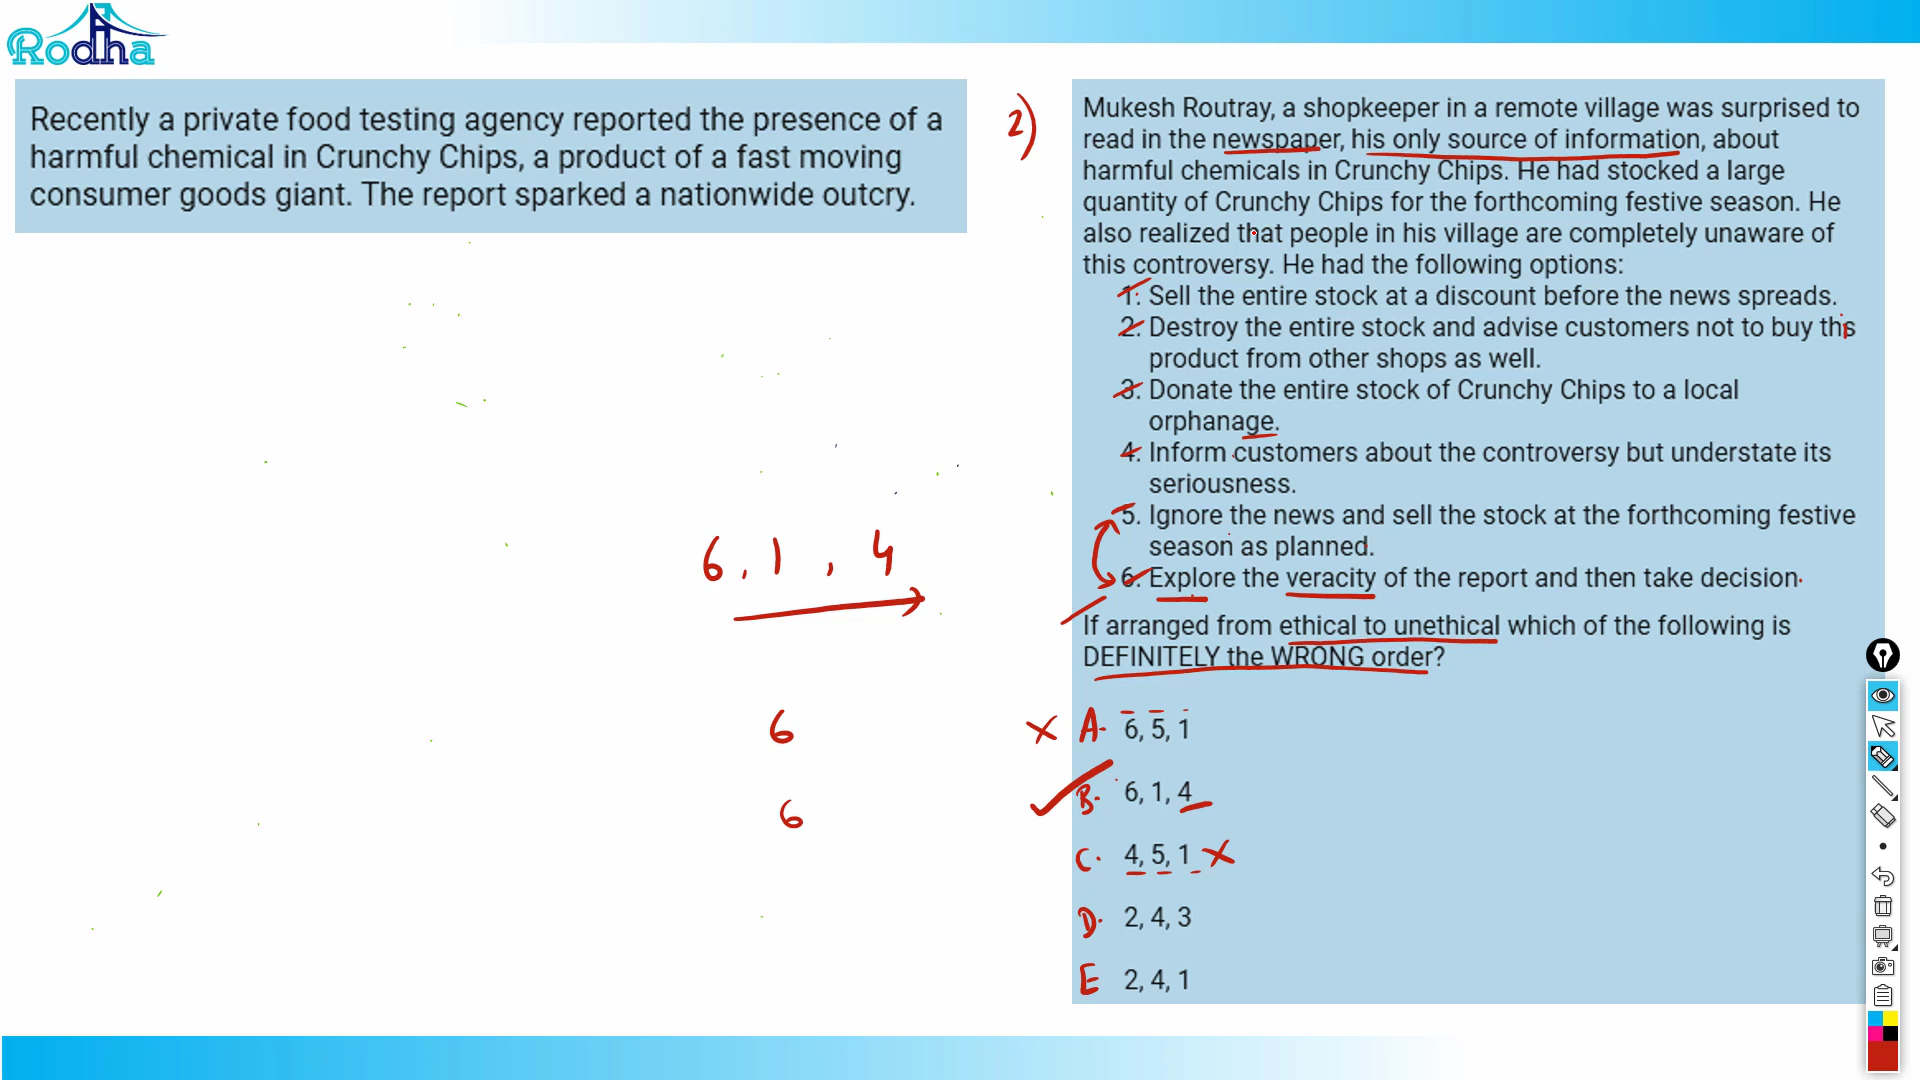 Rodha
Recently a private food testing agency reported the presence of a
harmful chemical in Crunchy Chips, a product of a fast moving
consumer goods giant. The report sparked a nationwide outcry.
2)
Mukesh Routray, a shopkeeper in a remote village was surprised to
read in the newspaper, his only source of information, about
harmful chemicals in Crunchy Chips. He had stocked a large
quantity of Crunchy Chips for the forthcoming festive season. He
also realized that people in his village are completely unaware of
this controversy. He had the following options:
1. Sell the entire stock at a discount before the news spreads.
2. Destroy the entire stock and advise customers not to buy ths
product from other shops as well.
3. Donate the entire stock of Crunchy Chips to a local
orphanage.
4. Inform customers about the controversy but understate its
seriousness.
5. Ignore the news and sell the stock at the forthcoming festive
season as planned.
6. Explore the veracity of the report and then take decision.
If arranged from ethical to unethical which of the following is
DEFINITELY the WRONG order?
A. 6, 5, 1
B. 6, 1, 4
C. 4, 5, 1
D. 2, 4, 3
E 2, 4, 1
6, 1, 4
6
6